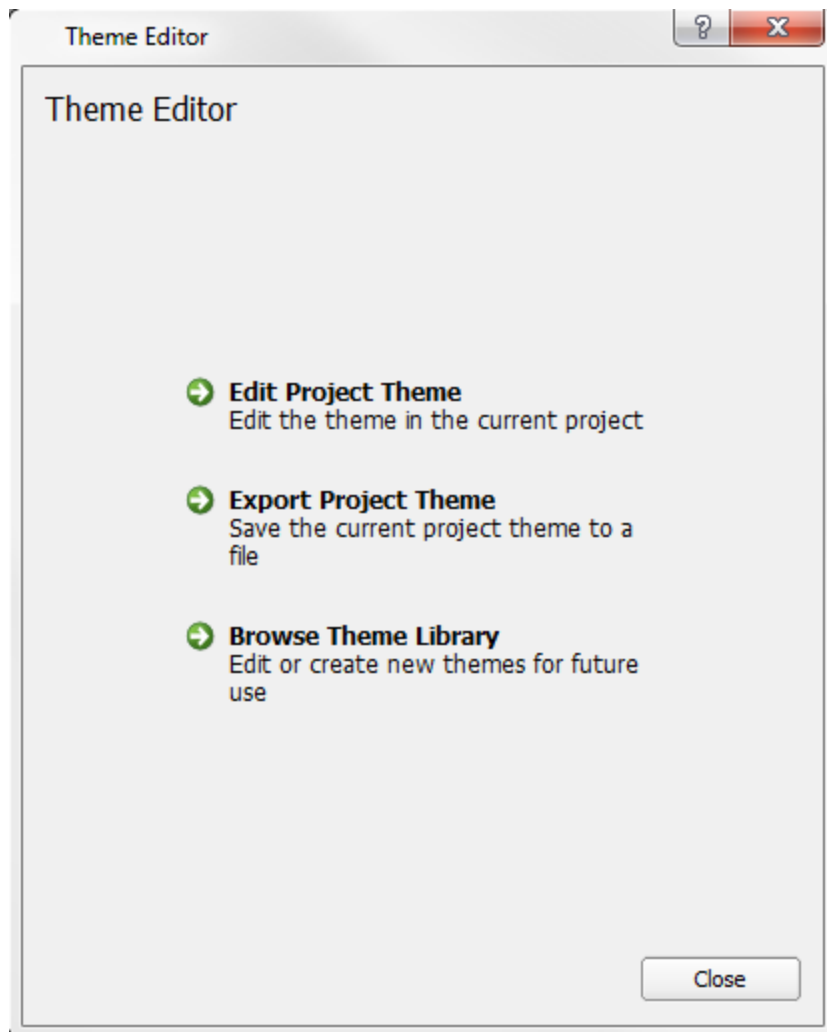 Theme Editor
Theme Editor
Edit Project Theme
Edit the theme in the current project
Export Project Theme
Save the current project theme to a
file
Browse Theme Library
Edit or create new themes for future
use
Close